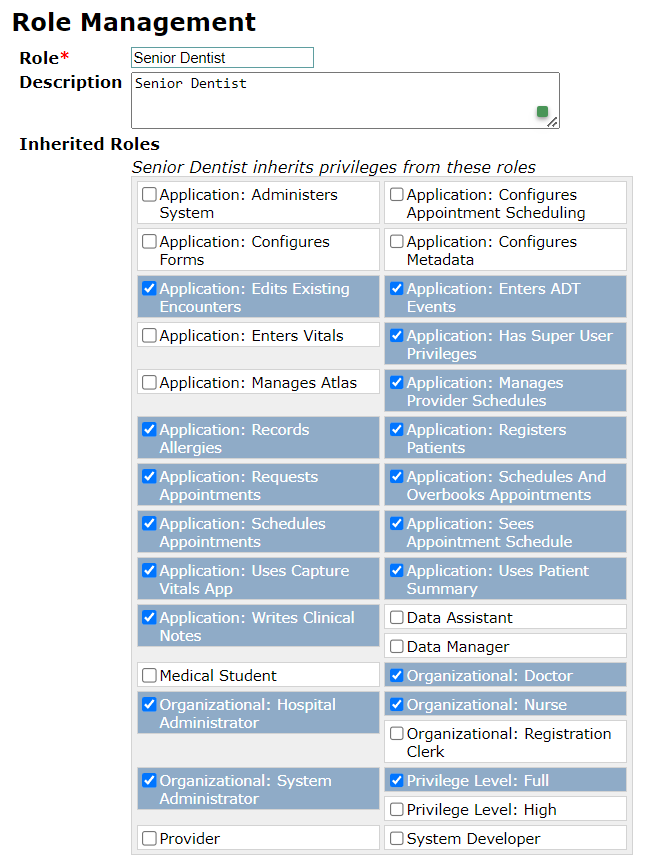 Role Management
Role*
Senior Dentist
Description
Senior Dentist
Inherited Roles
Senior Dentist inherits privileges from these roles
Application: Administers
System
Application: Configures
Appointment Scheduling
Application: Configures
Forms
Application: Configures
Metadata
Application: Edits Existing
Encounters
Application: Enters ADT
Events
Application: Enters Vitals
Application: Has Super User
Privileges
Application: Manages Atlas
Application: Manages
Provider Schedules
Application: Records
Allergies
Application: Registers
Patients
Application: Requests
Appointments
Application: Schedules And
Overbooks Appointments
Application: Schedules
Appointments
Application: Sees
Appointment Schedule
Application: Uses Capture
Vitals App
Application: Uses Patient
Summary
Application: Writes Clinical
Notes
Data Assistant
Data Manager
Medical Student
Organizational: Doctor
Organizational: Hospital
Administrator
Organizational: Nurse
Organizational: Registration
Clerk
Organizational: System
Administrator
Privilege Level: Full
Privilege Level: High
Provider
System Developer